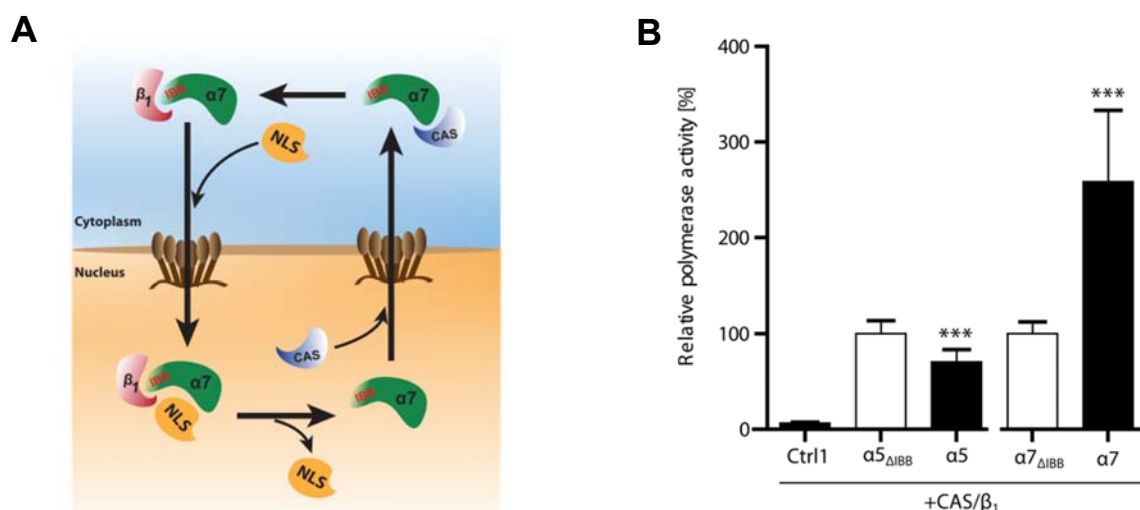 A
β1
IBB
α7
IBB
α7
CAS
NLS
Cytoplasm
Nucleus
CAS
β1
IBB
α7
NLS
IBB
α7
NLS
B
Relative polymerase activity [%]
400
300
200
100
0
***
***
Ctrl1 α5ΔIBB α5 α7ΔIBB α7
+CAS/β1